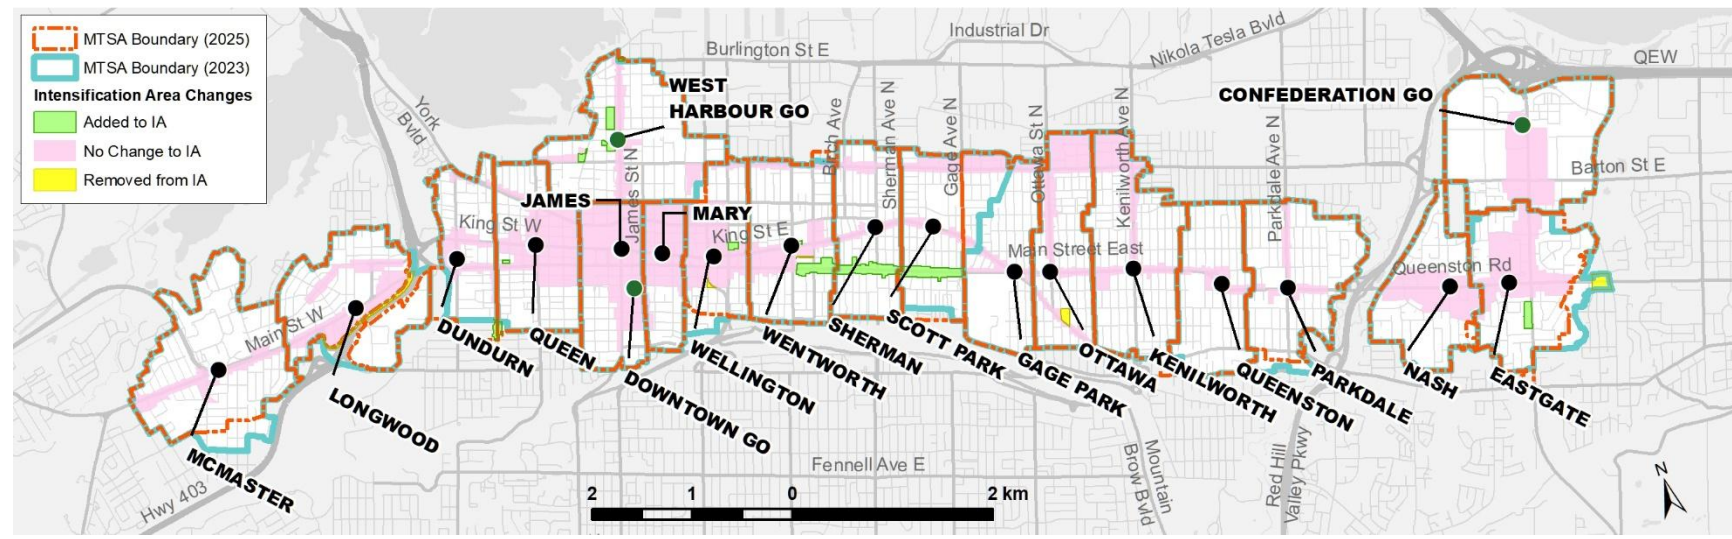 MTSA Boundary (2025)
MTSA Boundary (2023)
Intensification Area Changes
Added to IA
No Change to IA
Removed from IA
York
Blvd
Burlington St E
Industrial Dr
Nikola Tesla Blvd
QEW
WEST
HARBOUR GO
CONFEDERATION GO
Birch Ave
Sherman Ave N
Gage Ave N
Ottawa St N
Kenilworth Ave N
Parkdale Ave N
Barton St E
James St N
JAMES
MARY
King St W
King St E
Main Street East
Queenston Rd
Main St W
DUNDURN
QUEEN
DOWNTOWN GO
WELLINGTON
WENTWORTH
SHERMAN
SCOTT PARK
GAGE PARK
OTTAWA
KENILWORTH
QUEENSTON
PARKDALE
NASH
EASTGATE
LONGWOOD
MCMASTER
Hwy 403
Fennell Ave E
Mountain
Brow Blvd
Red Hill
Valley Pkwy
2 1 0 2 km
N